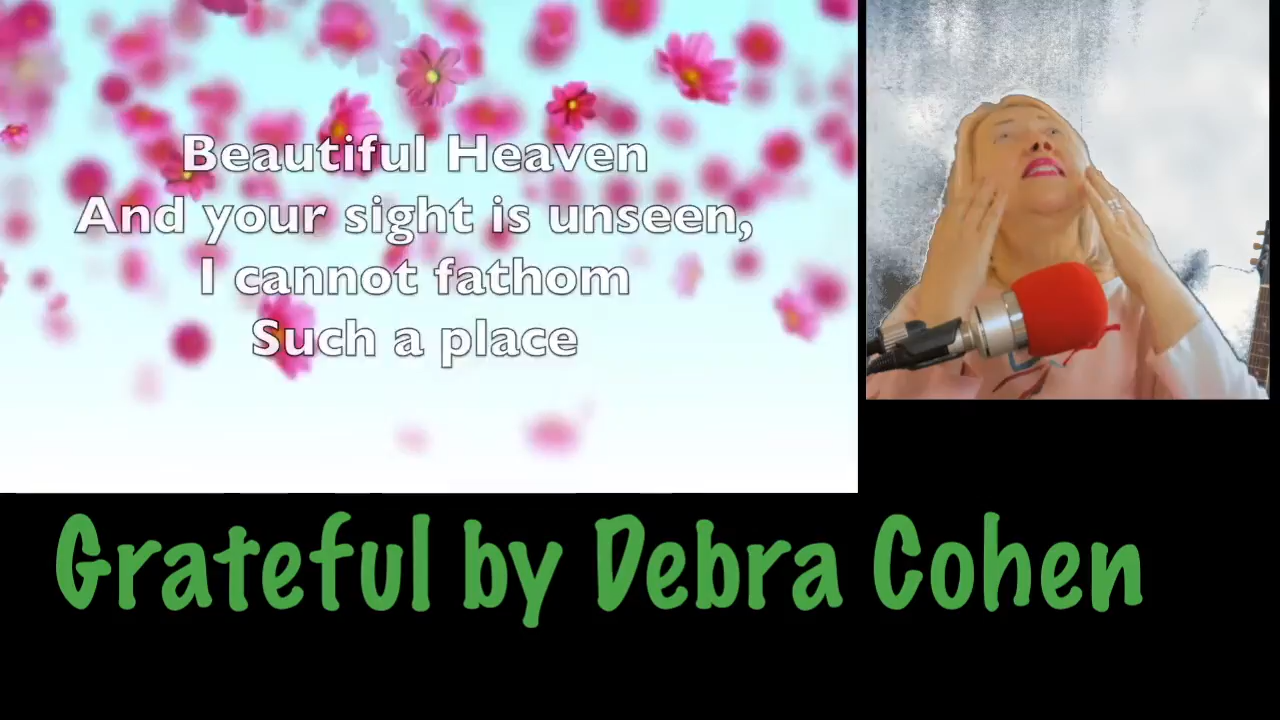 Beautiful Heaven
And your sight is unseen,
I cannot fathom
Such a place
Grateful by Debra Cohen